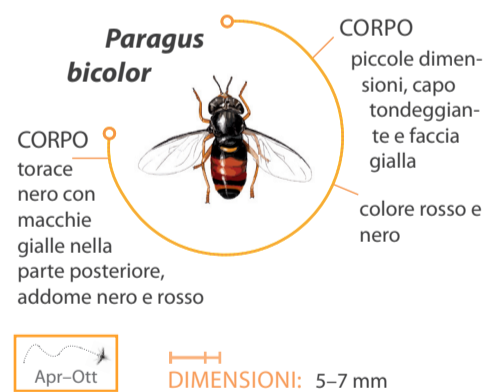 Paragus
bicolor
CORPO
piccole dimen-
sioni, capo
tondeggian-
te e faccia
gialla
colore rosso e
nero
CORPO
torace
nero con
macchie
gialle nella
parte posteriore,
addome nero e rosso
Apr–Ott
DIMENSIONI: 5–7 mm